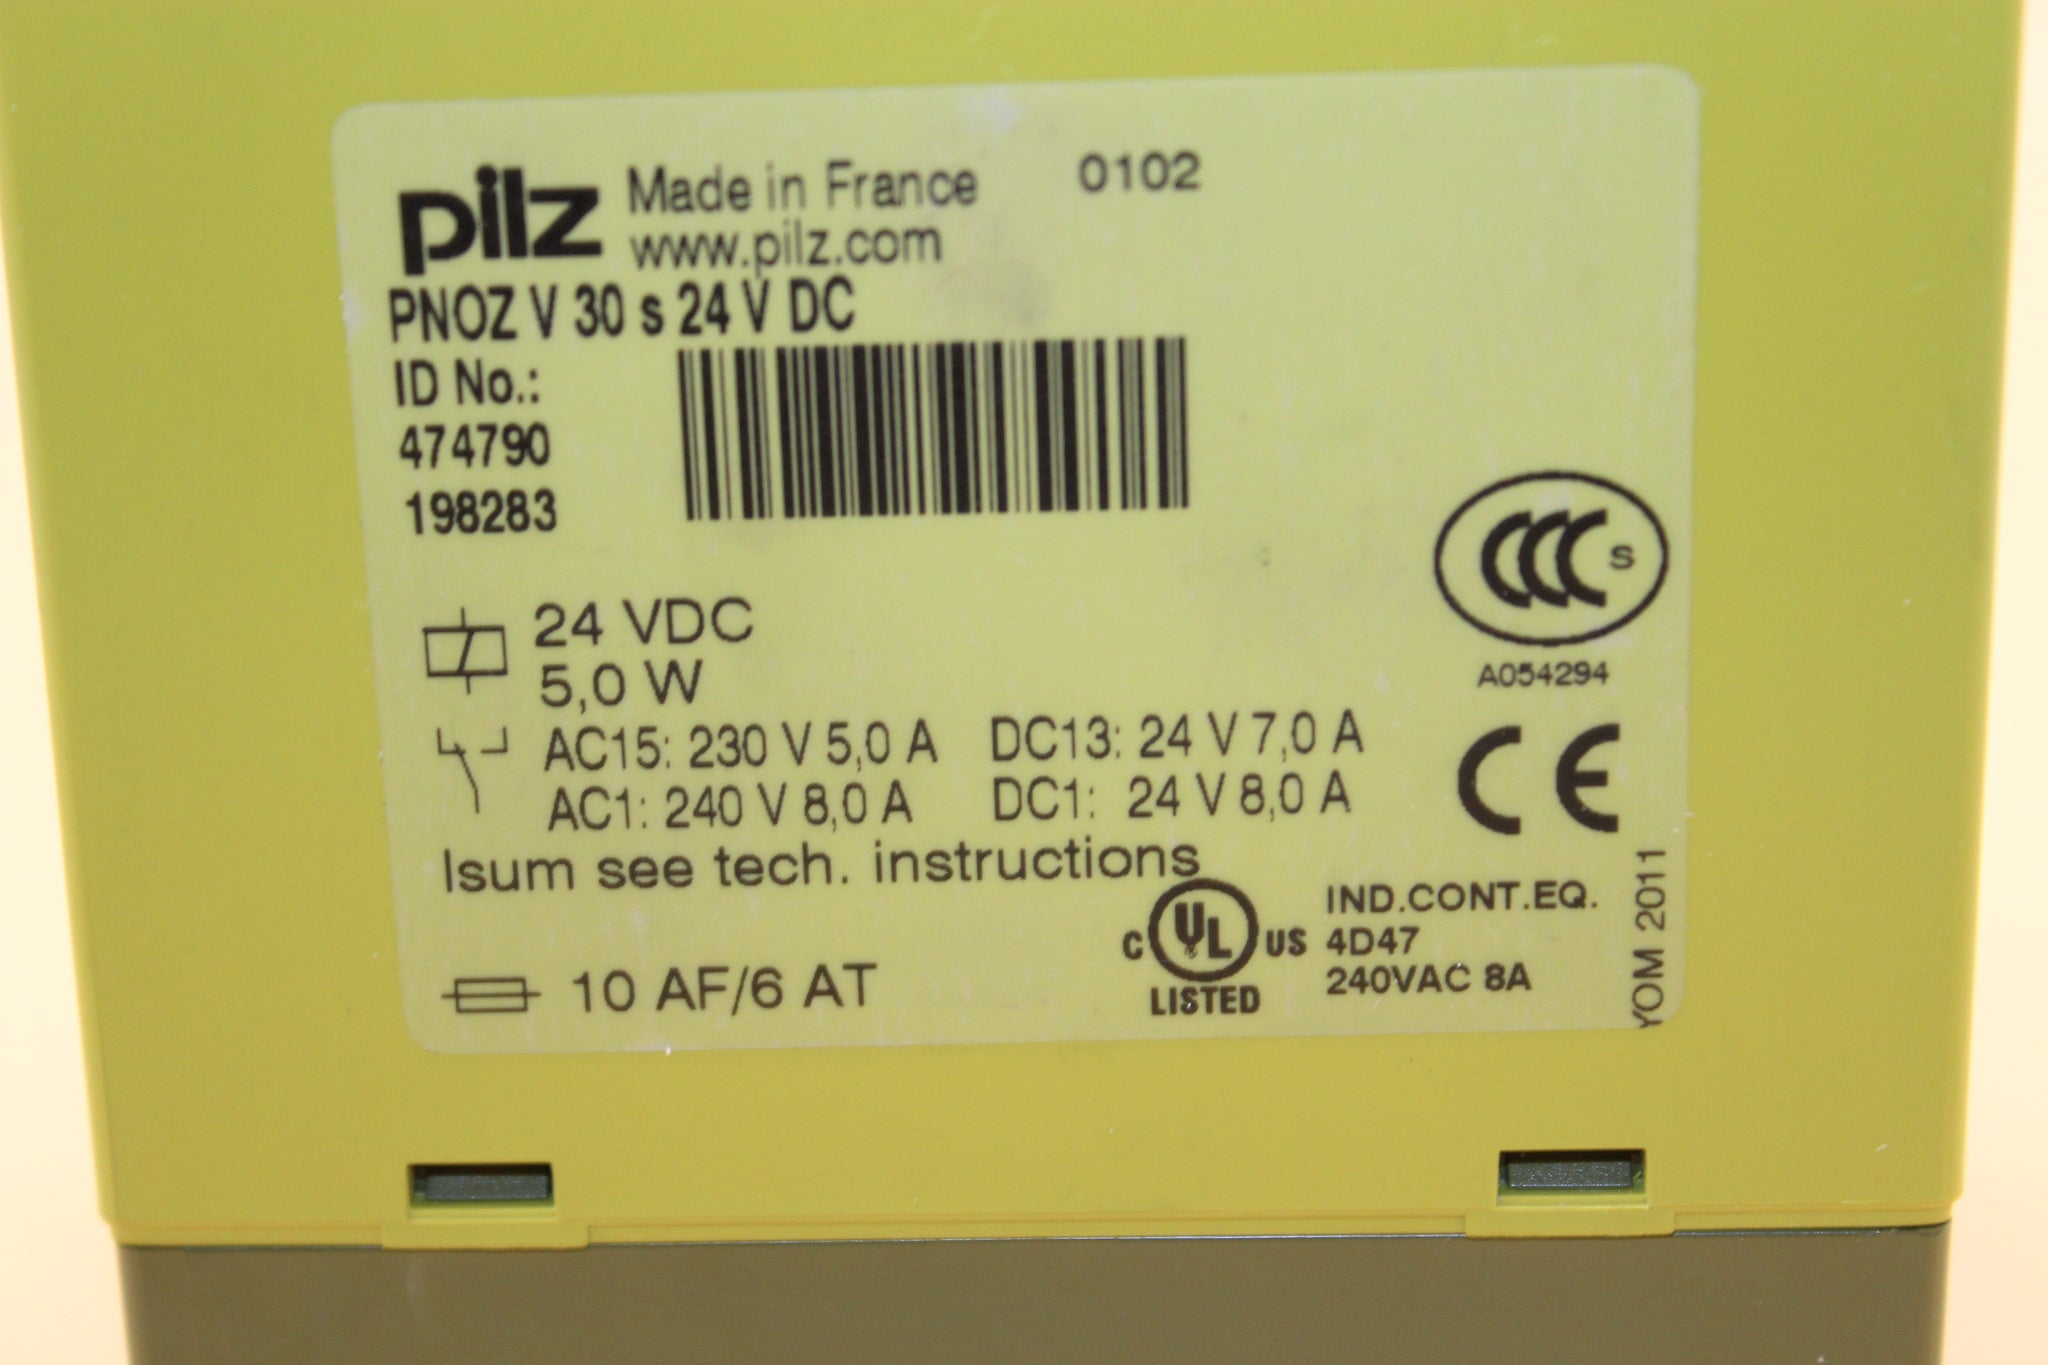 pilz Made in France 0102
www.pilz.com
PNOZ V 30 s 24 V DC
ID No.:
474790
198283
24 VDC
5,0 W
AC15: 230 V 5,0 A DC13: 24 V 7,0 A
AC1: 240 V 8,0 A DC1: 24 V 8,0 A
Isum see tech. instructions
10 AF/6 AT
CCC S
A054294
CE
C UL US
LISTED
IND.CONT.EQ.
4D47
240VAC 8A
YOM 2011